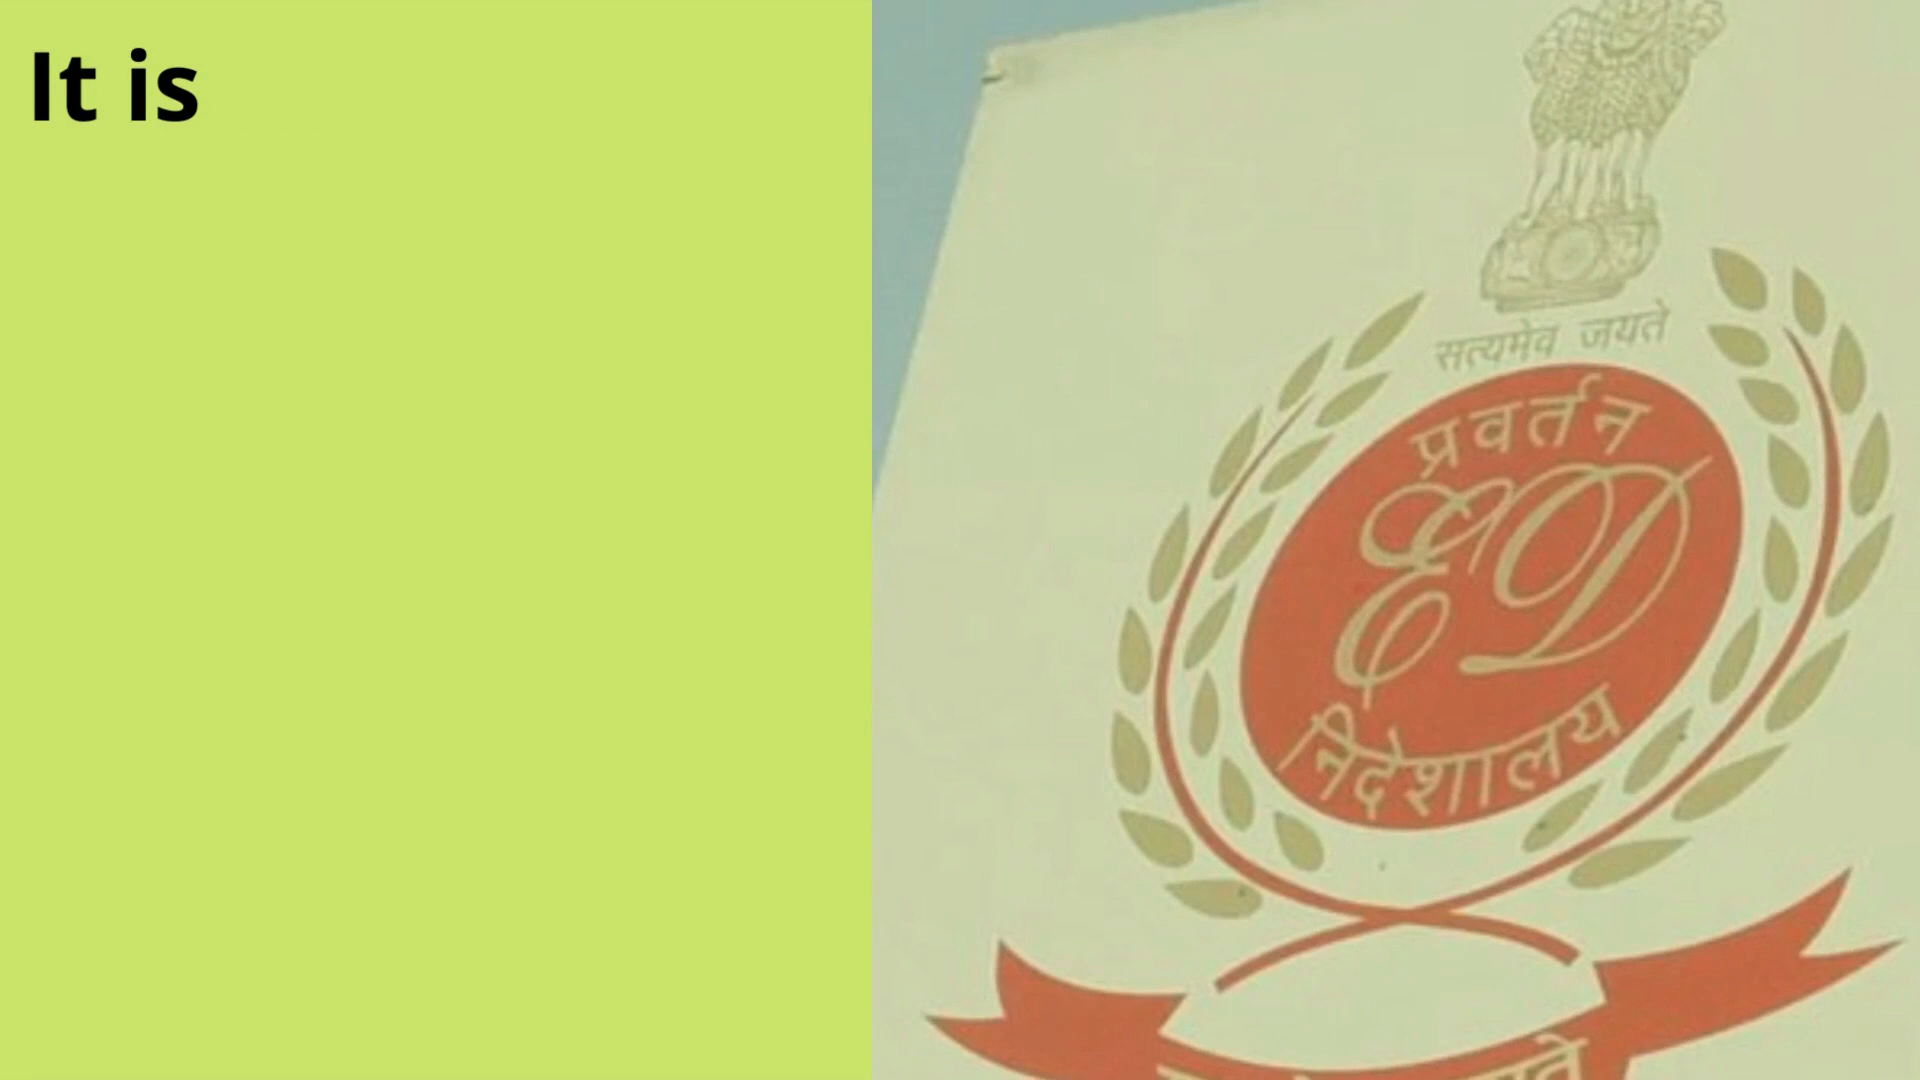 It is
सत्यमेव जयते
प्रवर्तन
ED
निदेशालय